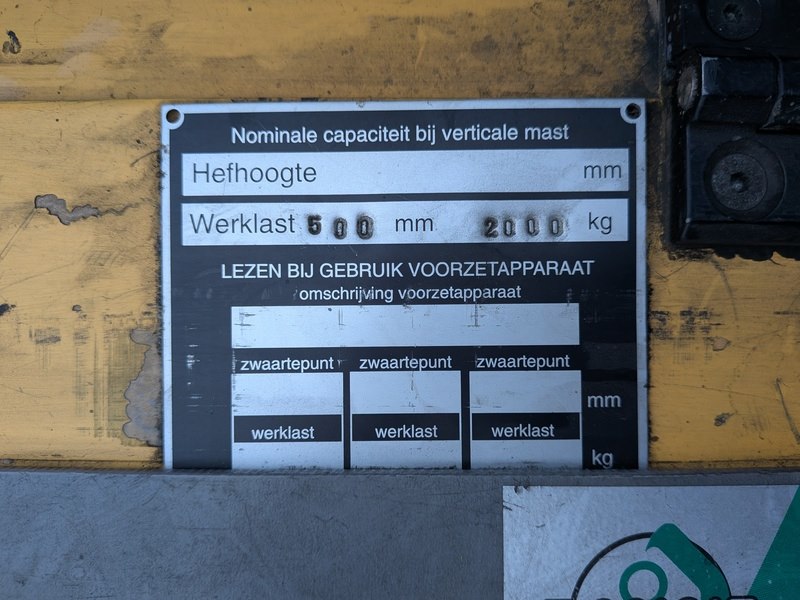 Nominale capaciteit bij verticale mast
Hefhoogte mm
Werklast 500 mm 2000 kg
LEZEN BIJ GEBRUIK VOORZETAPPARAAT
omschrijving voorzetapparaat
zwaartepunt zwaartepunt zwaartepunt
mm
werklast werklast werklast
kg